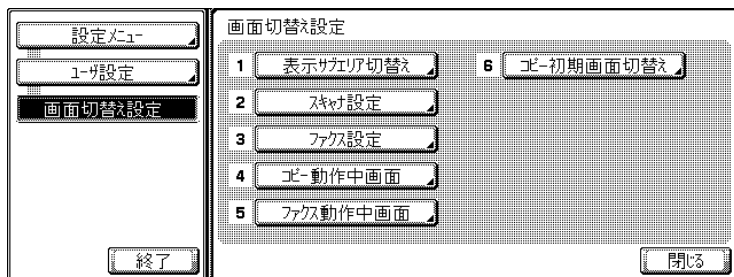 設定メニュー
ユーザ設定
画面切替え設定
終了
画面切替え設定
1 表示サブエリア切替え
2 スキャナ設定
3 ファクス設定
4 コピー動作中画面
5 ファクス動作中画面
6 コピー初期画面切替え
閉じる